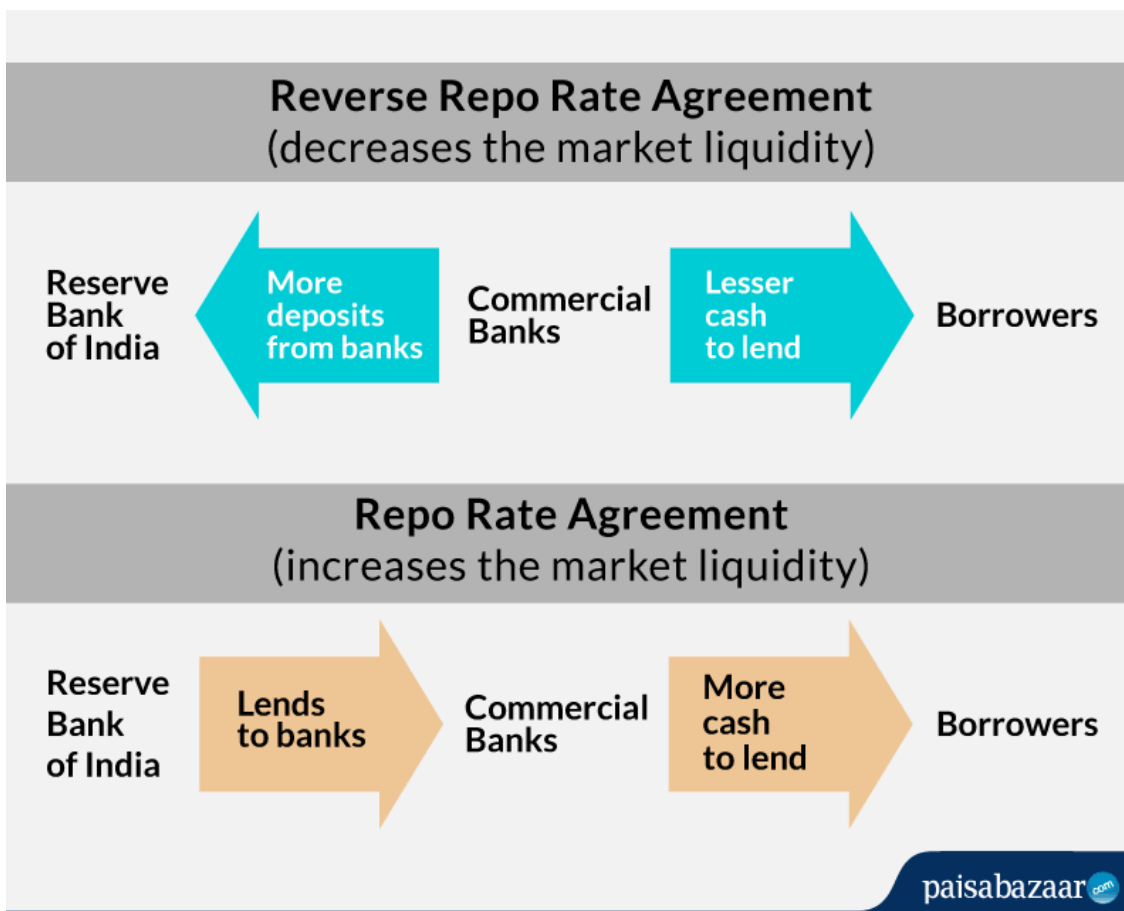 Reverse Repo Rate Agreement
(decreases the market liquidity)
Reserve
Bank
of India
More
deposits
from banks
Commercial
Banks
Lesser
cash
to lend
Borrowers
Repo Rate Agreement
(increases the market liquidity)
Reserve
Bank
of India
Lends
to banks
Commercial
Banks
More
cash
to lend
Borrowers
paisabazaar.com